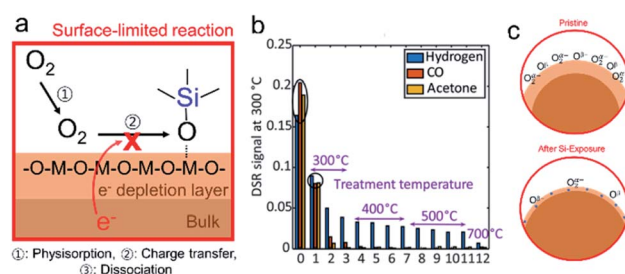 a
Surface-limited reaction
O₂
①
②
O₂
X
Si
O
-O-M-O-M-O-M-O-M-O-
e⁻ depletion layer
e⁻
Bulk
①: Physisorption, ②: Charge transfer,
③: Dissociation
b
DSR signal at 300 °C
0.25
0.2
0.15
0.1
0.05
0
Hydrogen
CO
Acetone
300°C
Treatment temperature
400°C
500°C
700°C
0 1 2 3 4 5 6 7 8 9 10 11 12
c
Pristine
After Si-Exposure